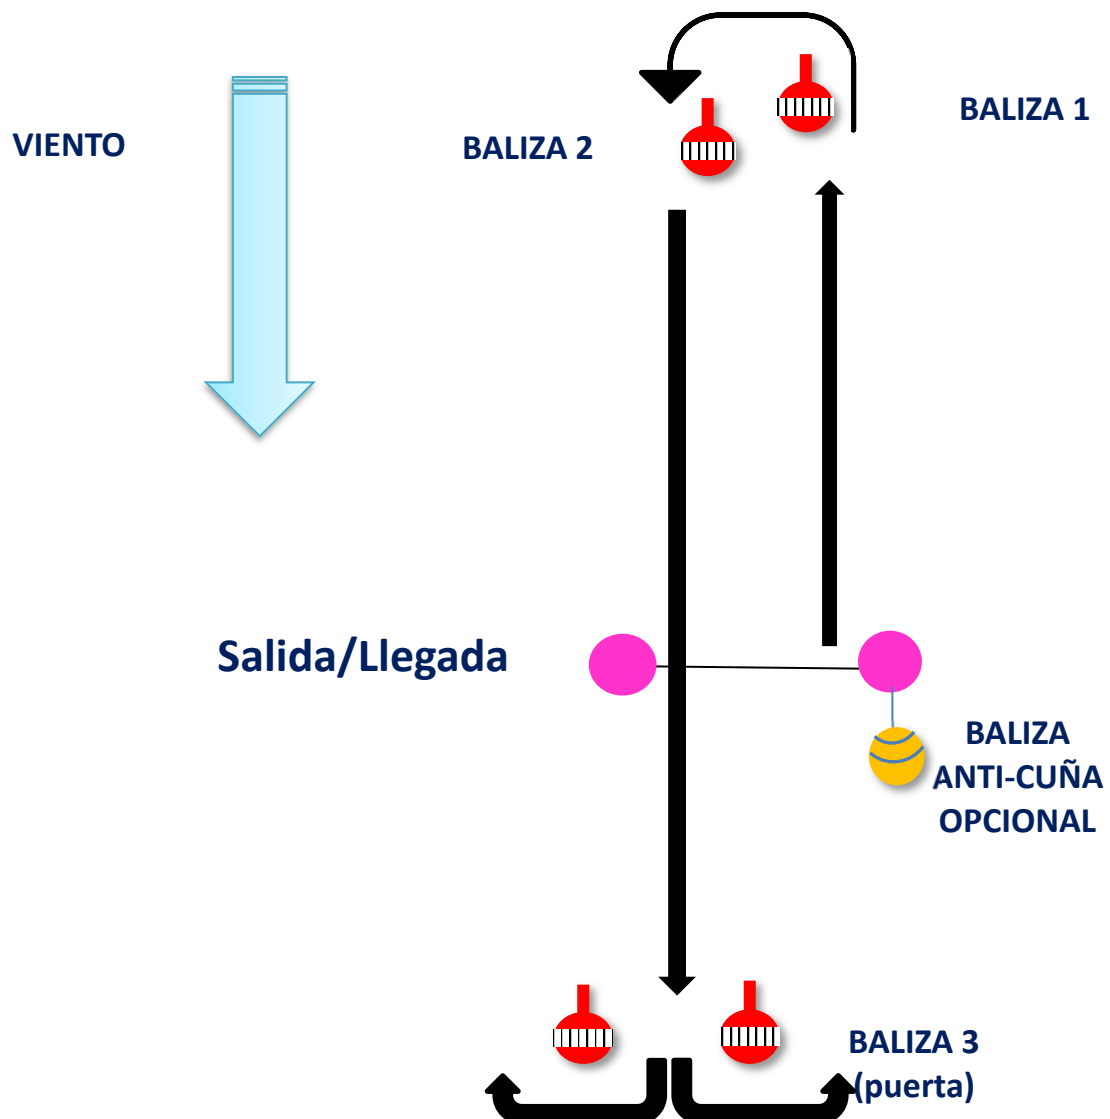 VIENTO
BALIZA 2
BALIZA 1
Salida/Llegada
BALIZA
ANTI-CUÑA
OPCIONAL
BALIZA 3
(puerta)